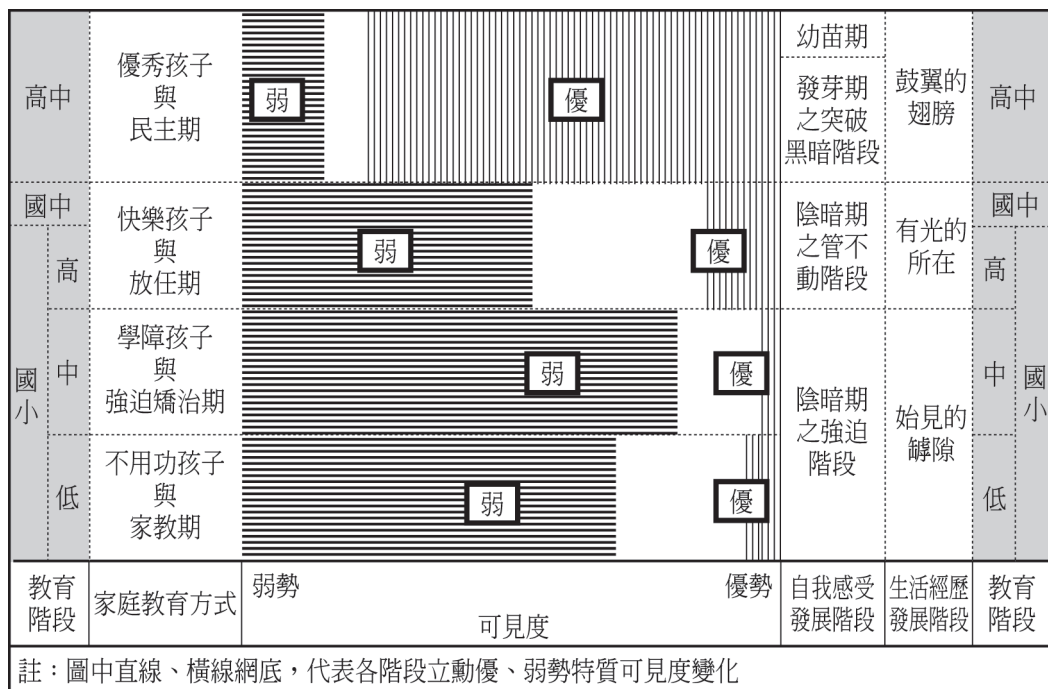 高中
優秀孩子
與
民主期
弱
優
幼苗期
發芽期
之突破
黑暗階段
鼓翼的
翅膀
高中
國中
快樂孩子
與
放任期
弱
優
陰暗期
之管不
動階段
有光的
所在
國中
高
高
國小
中
學障孩子
與
強迫矯治期
弱
優
陰暗期
之強迫
階段
始見的
罅隙
中
國小
低
不用功孩子
與
家教期
弱
優
低
教育
階段
家庭教育方式
弱勢
優勢
可見度
自我感受
發展階段
生活經歷
發展階段
教育
階段
註：圖中直線、橫線網底，代表各階段立動優、弱勢特質可見度變化